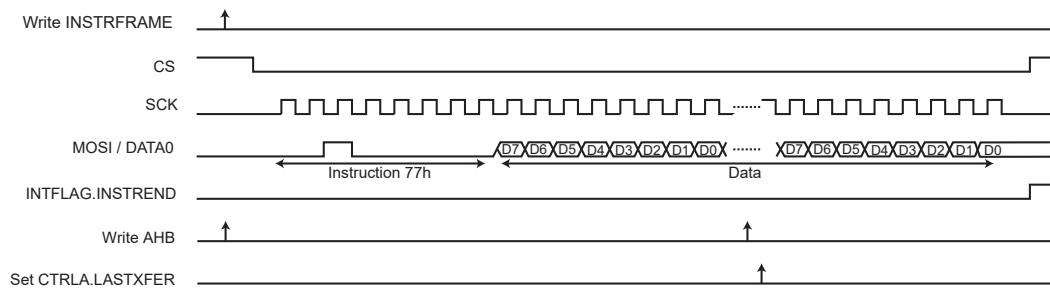 Write INSTRFRAME
CS
SCK
MOSI / DATA0
D7 D6 D5 D4 D3 D2 D1 D0 D7 D6 D5 D4 D3 D2 D1 D0
Instruction 77h
Data
INTFLAG.INSTREND
Write AHB
Set CTRLA.LASTXFER